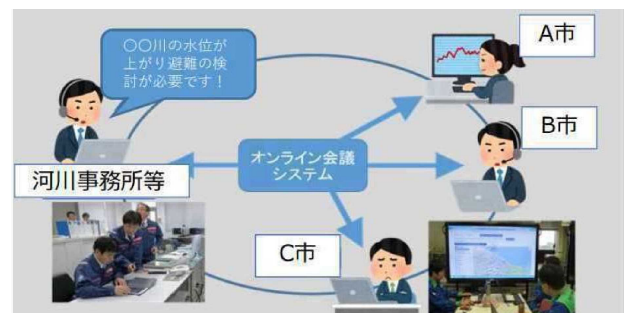 〇〇川の水位が
上がり避難の検
討が必要です！
A市
B市
オンライン会議
システム
河川事務所等
C市